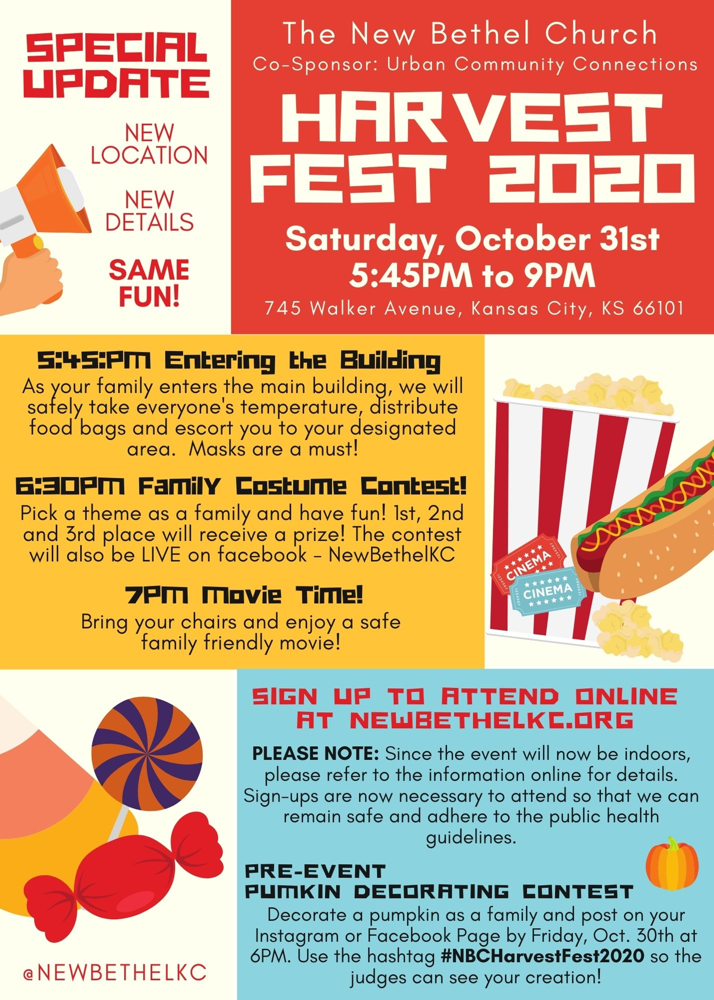 SPECIAL
UPDATE
NEW
LOCATION
NEW
DETAILS
SAME
FUN!
The New Bethel Church
Co-Sponsor: Urban Community Connections
HARVEST
FEST 2020
Saturday, October 31st
5:45PM to 9PM
745 Walker Avenue, Kansas City, KS 66101
5:45:PM Entering the Building
As your family enters the main building, we will
safely take everyone's temperature, distribute
food bags and escort you to your designated
area.  Masks are a must!
6:30PM Family Costume Contest!
Pick a theme as a family and have fun! 1st, 2nd
and 3rd place will receive a prize! The contest
will also be LIVE on facebook - NewBethelKC
7PM Movie Time!
Bring your chairs and enjoy a safe
family friendly movie!
CINEMA
1234567
1234567
CINEMA
1234567
1234567
SIGN UP TO ATTEND ONLINE
AT NEWBETHELKC.ORG
PLEASE NOTE: Since the event will now be indoors,
please refer to the information online for details.
Sign-ups are now necessary to attend so that we can
remain safe and adhere to the public health
guidelines.
PRE-EVENT
PUMKIN DECORATING CONTEST
Decorate a pumpkin as a family and post on your
Instagram or Facebook Page by Friday, Oct. 30th at
6PM. Use the hashtag #NBCHarvestFest2020 so the
judges can see your creation!
@NEWBETHELKC